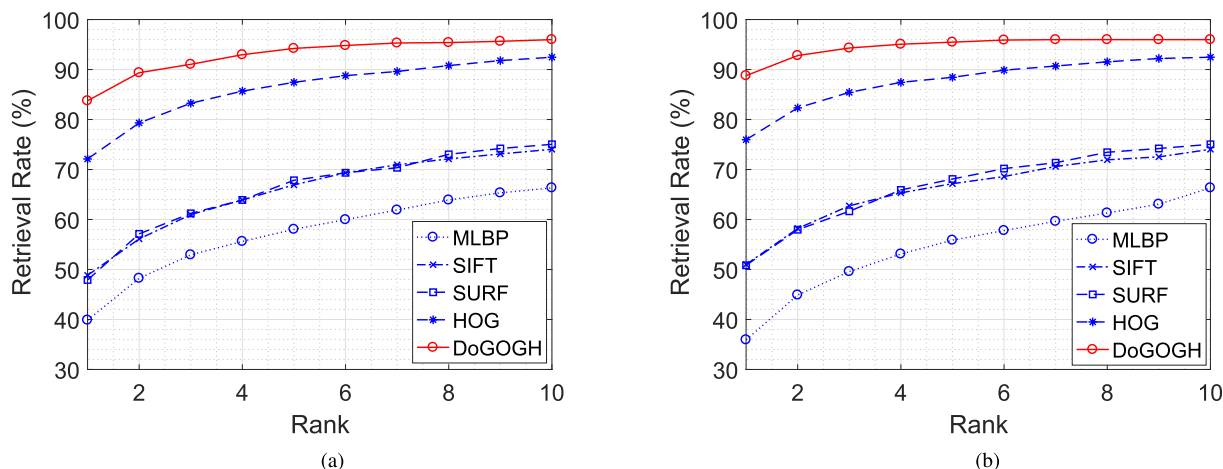 100
90
80
70
60
50
40
30
Retrieval Rate (%)
2 4 6 8 10
Rank
MLBP
SIFT
SURF
HOG
DoGOGH
(a)
100
90
80
70
60
50
40
30
Retrieval Rate (%)
2 4 6 8 10
Rank
MLBP
SIFT
SURF
HOG
DoGOGH
(b)